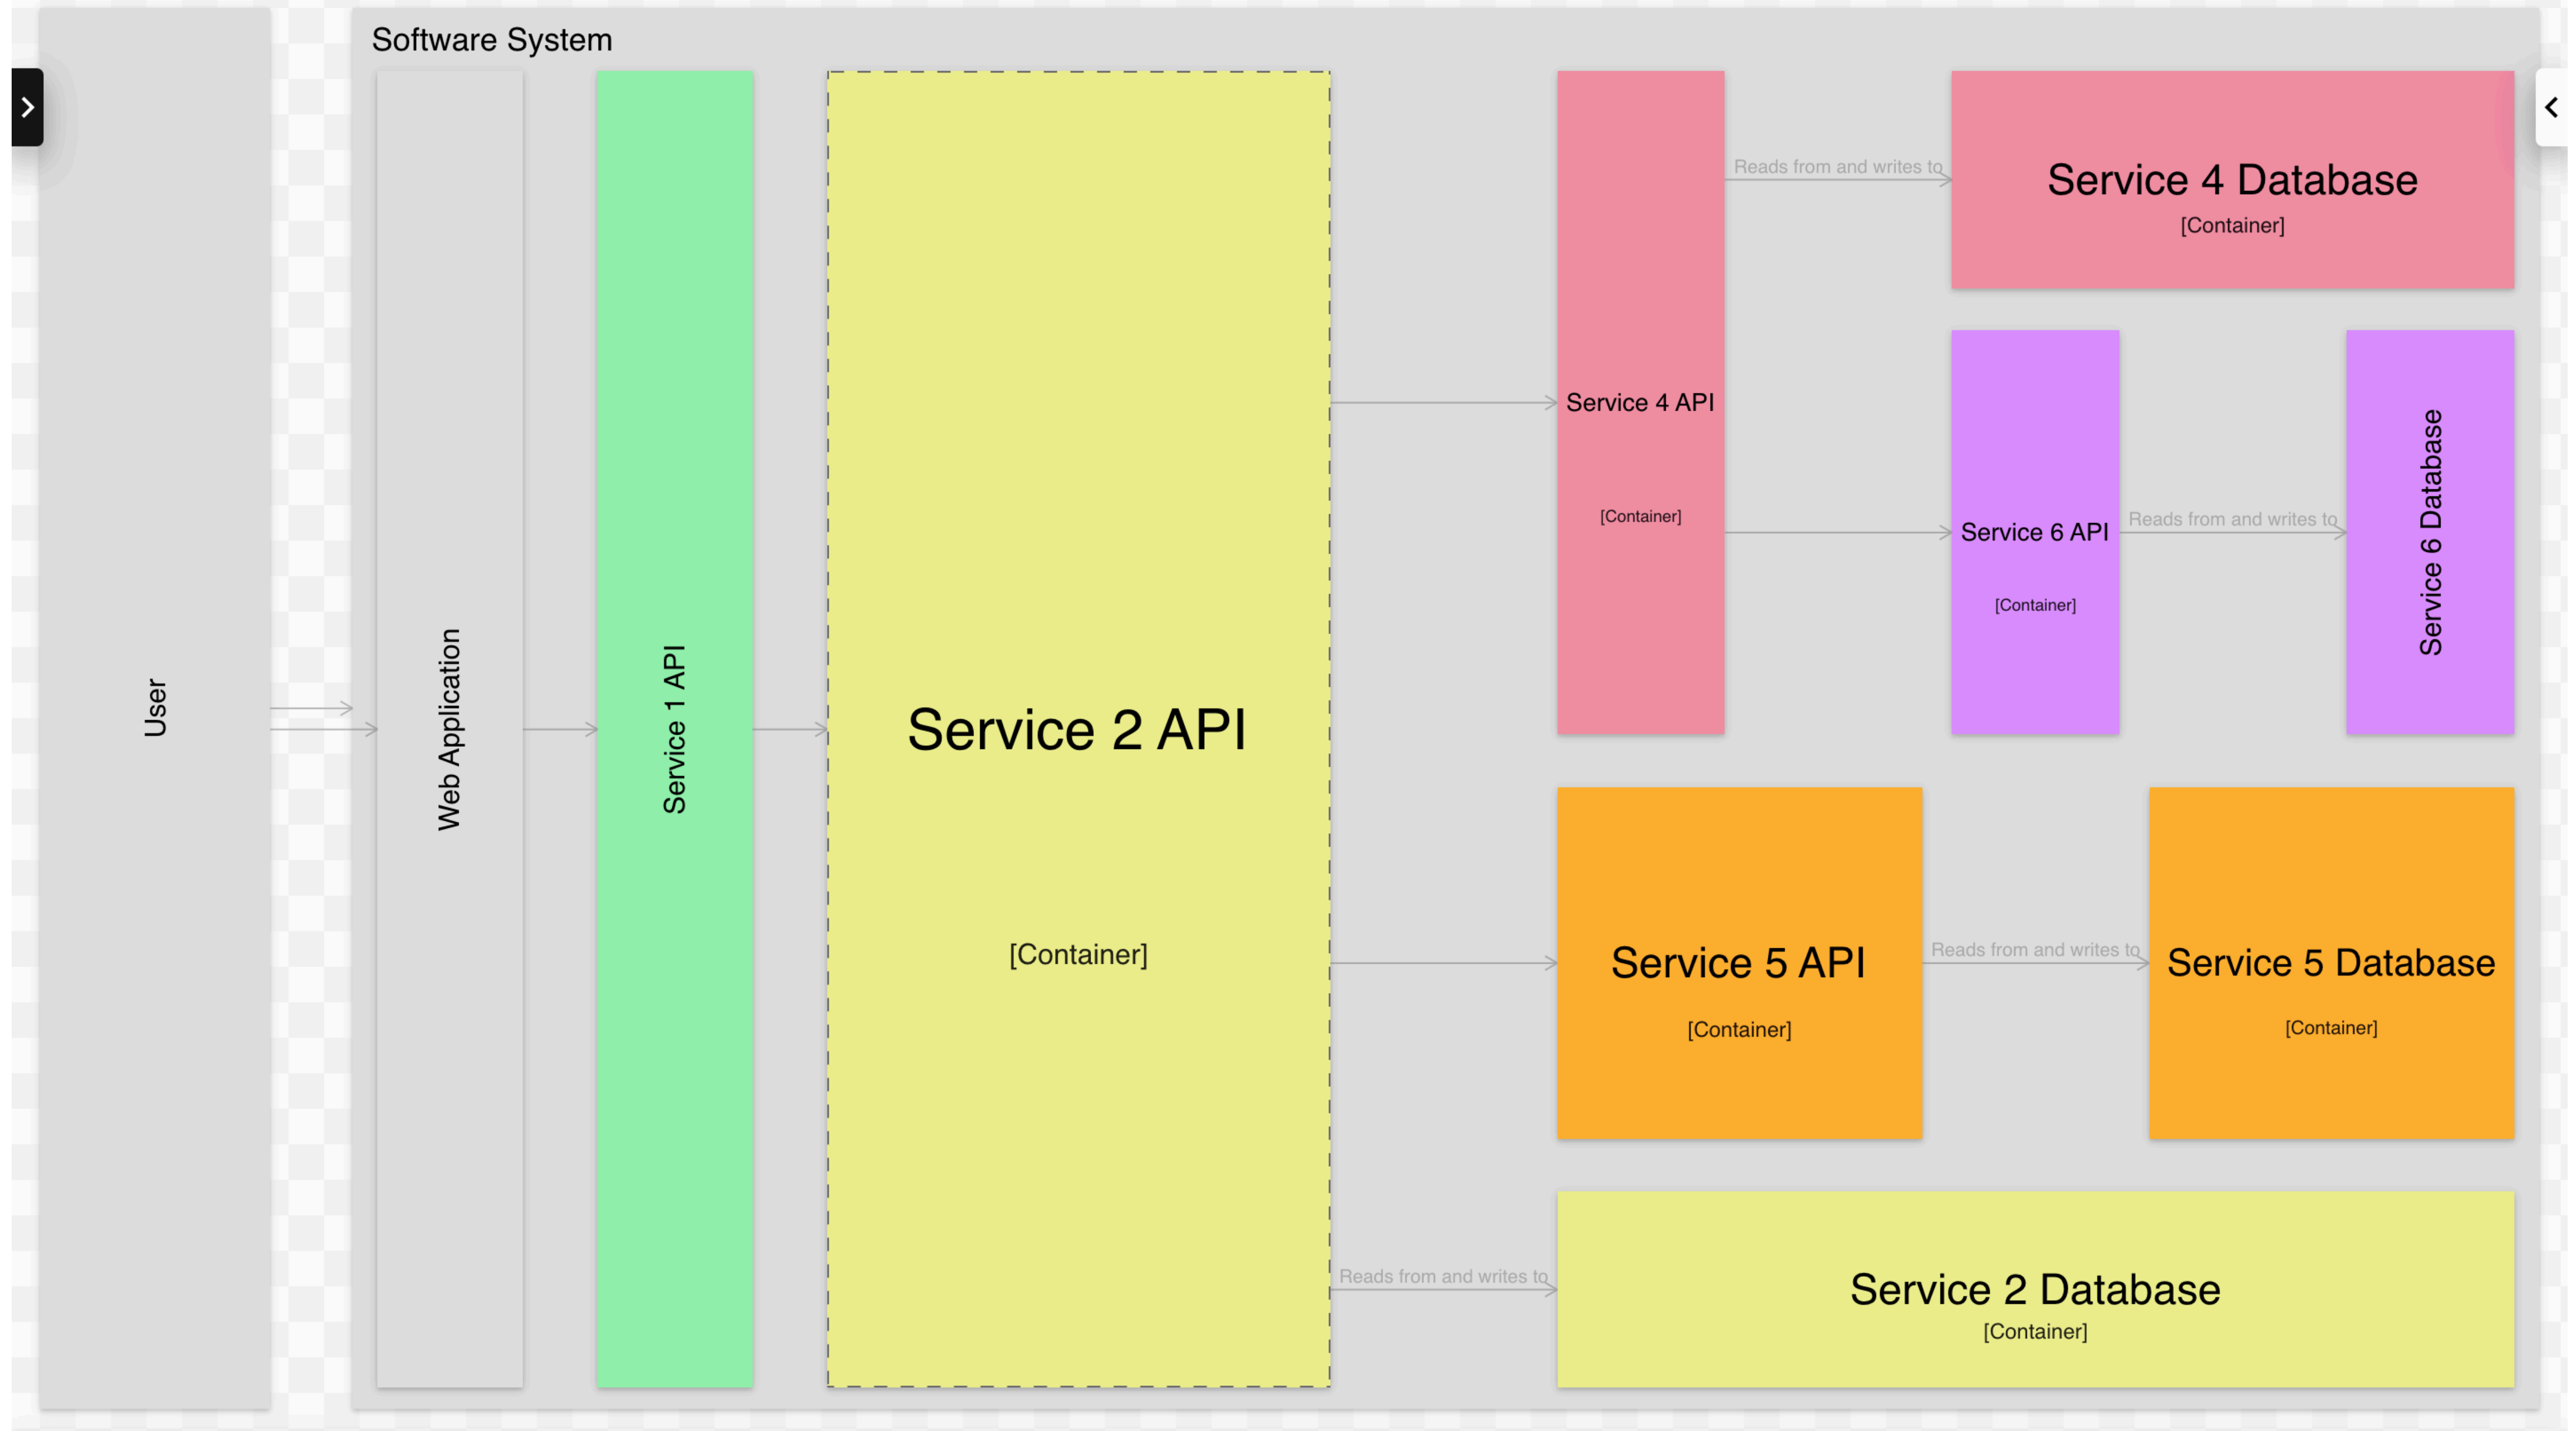 Software System
User
Web Application
Service 1 API
Service 2 API
[Container]
Service 4 API
[Container]
Reads from and writes to
Service 4 Database
[Container]
Service 6 API
[Container]
Reads from and writes to
Service 6 Database
Service 5 API
[Container]
Reads from and writes to
Service 5 Database
[Container]
Reads from and writes to
Service 2 Database
[Container]